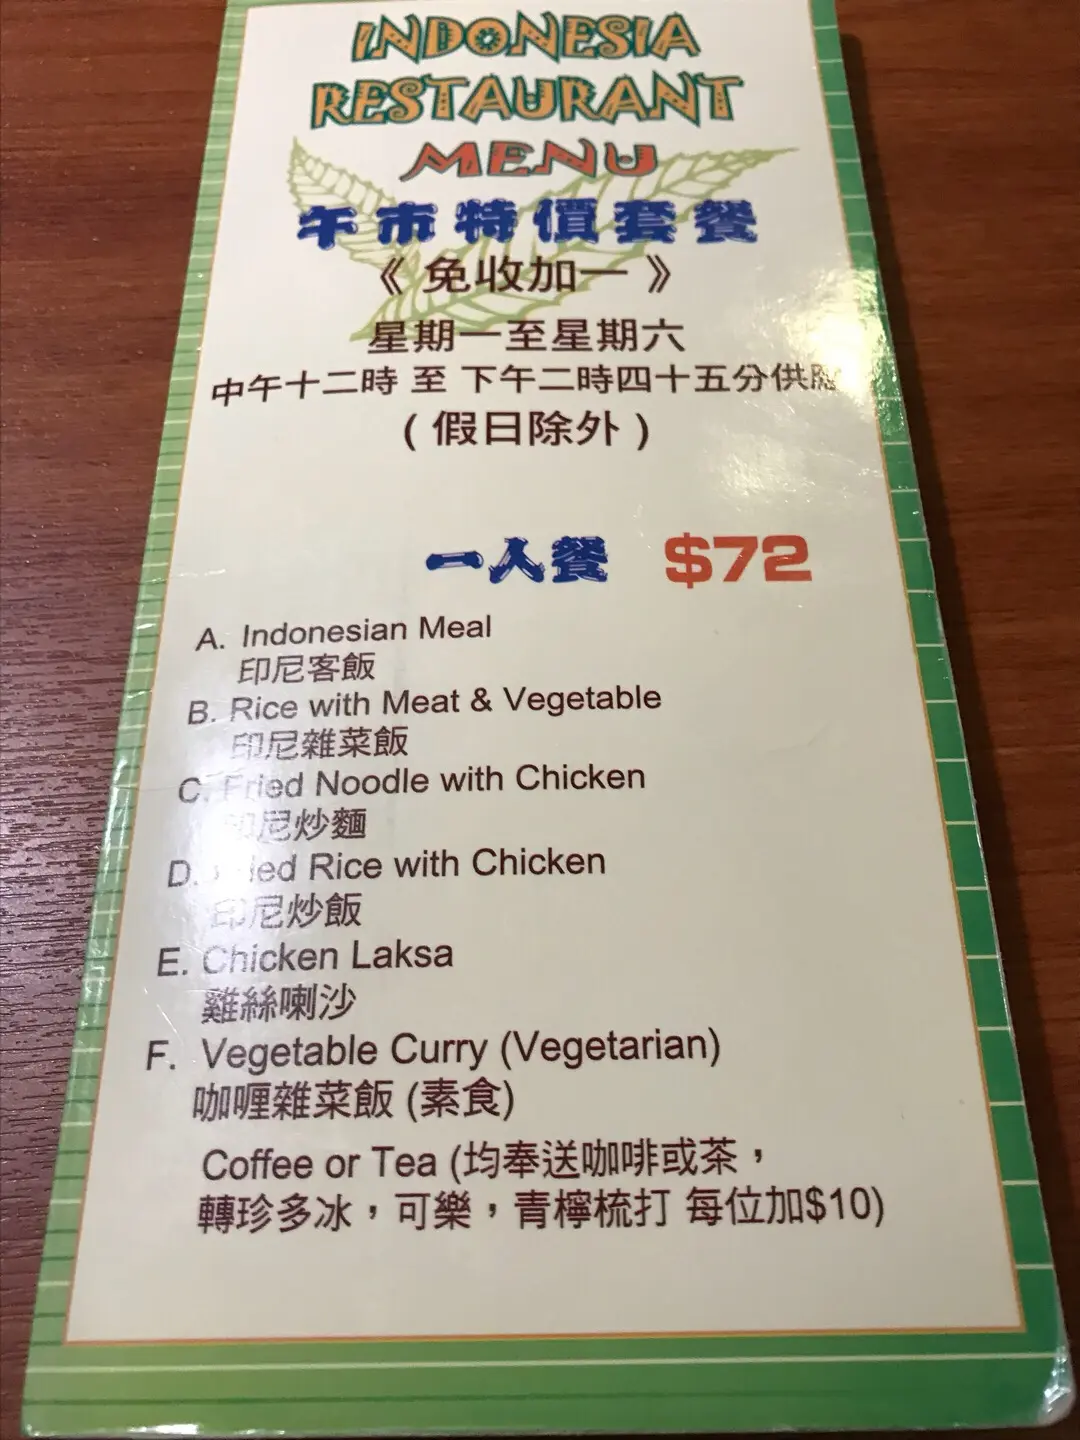 INDONESIA
RESTAURANT
MENU
午市特價套餐
《免收加一》
星期一至星期六
中午十二時 至 下午二時四十五分供應
(假日除外)
一人餐 $72
A. Indonesian Meal
印尼客飯
B. Rice with Meat & Vegetable
印尼雜菜飯
C. Fried Noodle with Chicken
印尼炒麵
D. Fried Rice with Chicken
印尼炒飯
E. Chicken Laksa
雞絲喇沙
F. Vegetable Curry (Vegetarian)
咖喱雜菜飯 (素食)
Coffee or Tea (均奉送咖啡或茶，
轉珍多冰，可樂，青檸梳打 每位加$10)